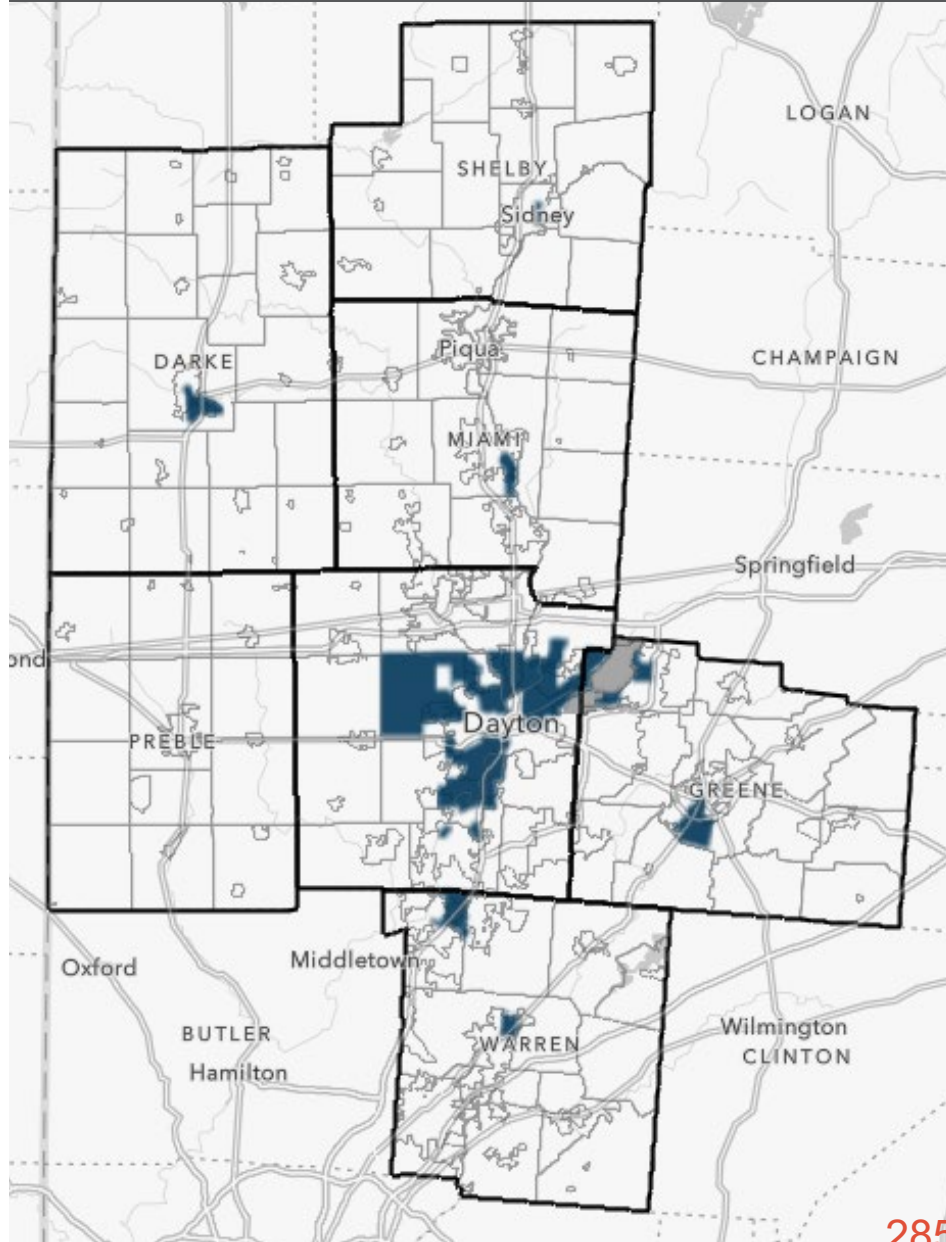 LOGAN
SHELBY
Sidney
Piqua
DARKE
CHAMPAIGN
MIAMI
Springfield
ond
Dayton
PREBLE
GREENE
Oxford
Middletown
BUTLER
Hamilton
WARREN
Wilmington
CLINTON
285